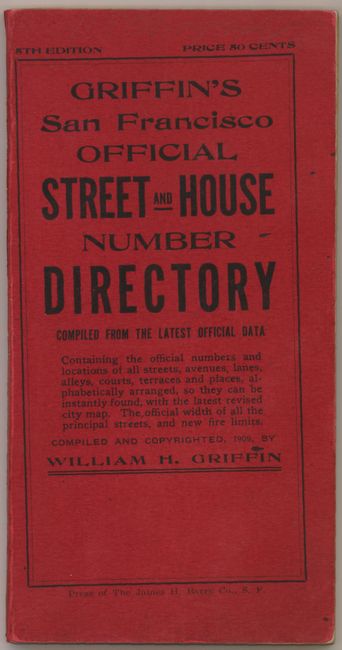 5TH EDITION PRICE 50 CENTS
GRIFFIN'S
San Francisco
OFFICIAL
STREET AND HOUSE
NUMBER
DIRECTORY
COMPILED FROM THE LATEST OFFICIAL DATA
Containing the official numbers and
locations of all streets, avenues, lanes,
alleys, courts, terraces and places, al-
phabetically arranged, so they can be
instantly found, with the latest revised
city map. The official width of all the
principal streets, and new fire limits.
COMPILED AND COPYRIGHTED, 1909, BY
WILLIAM H. GRIFFIN
Press of The James H. Barry Co., S. F.